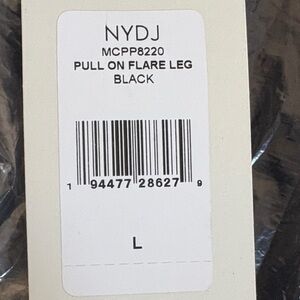 NYDJ
MCPP8220
PULL ON FLARE LEG
BLACK
1 94477 28627 9
L